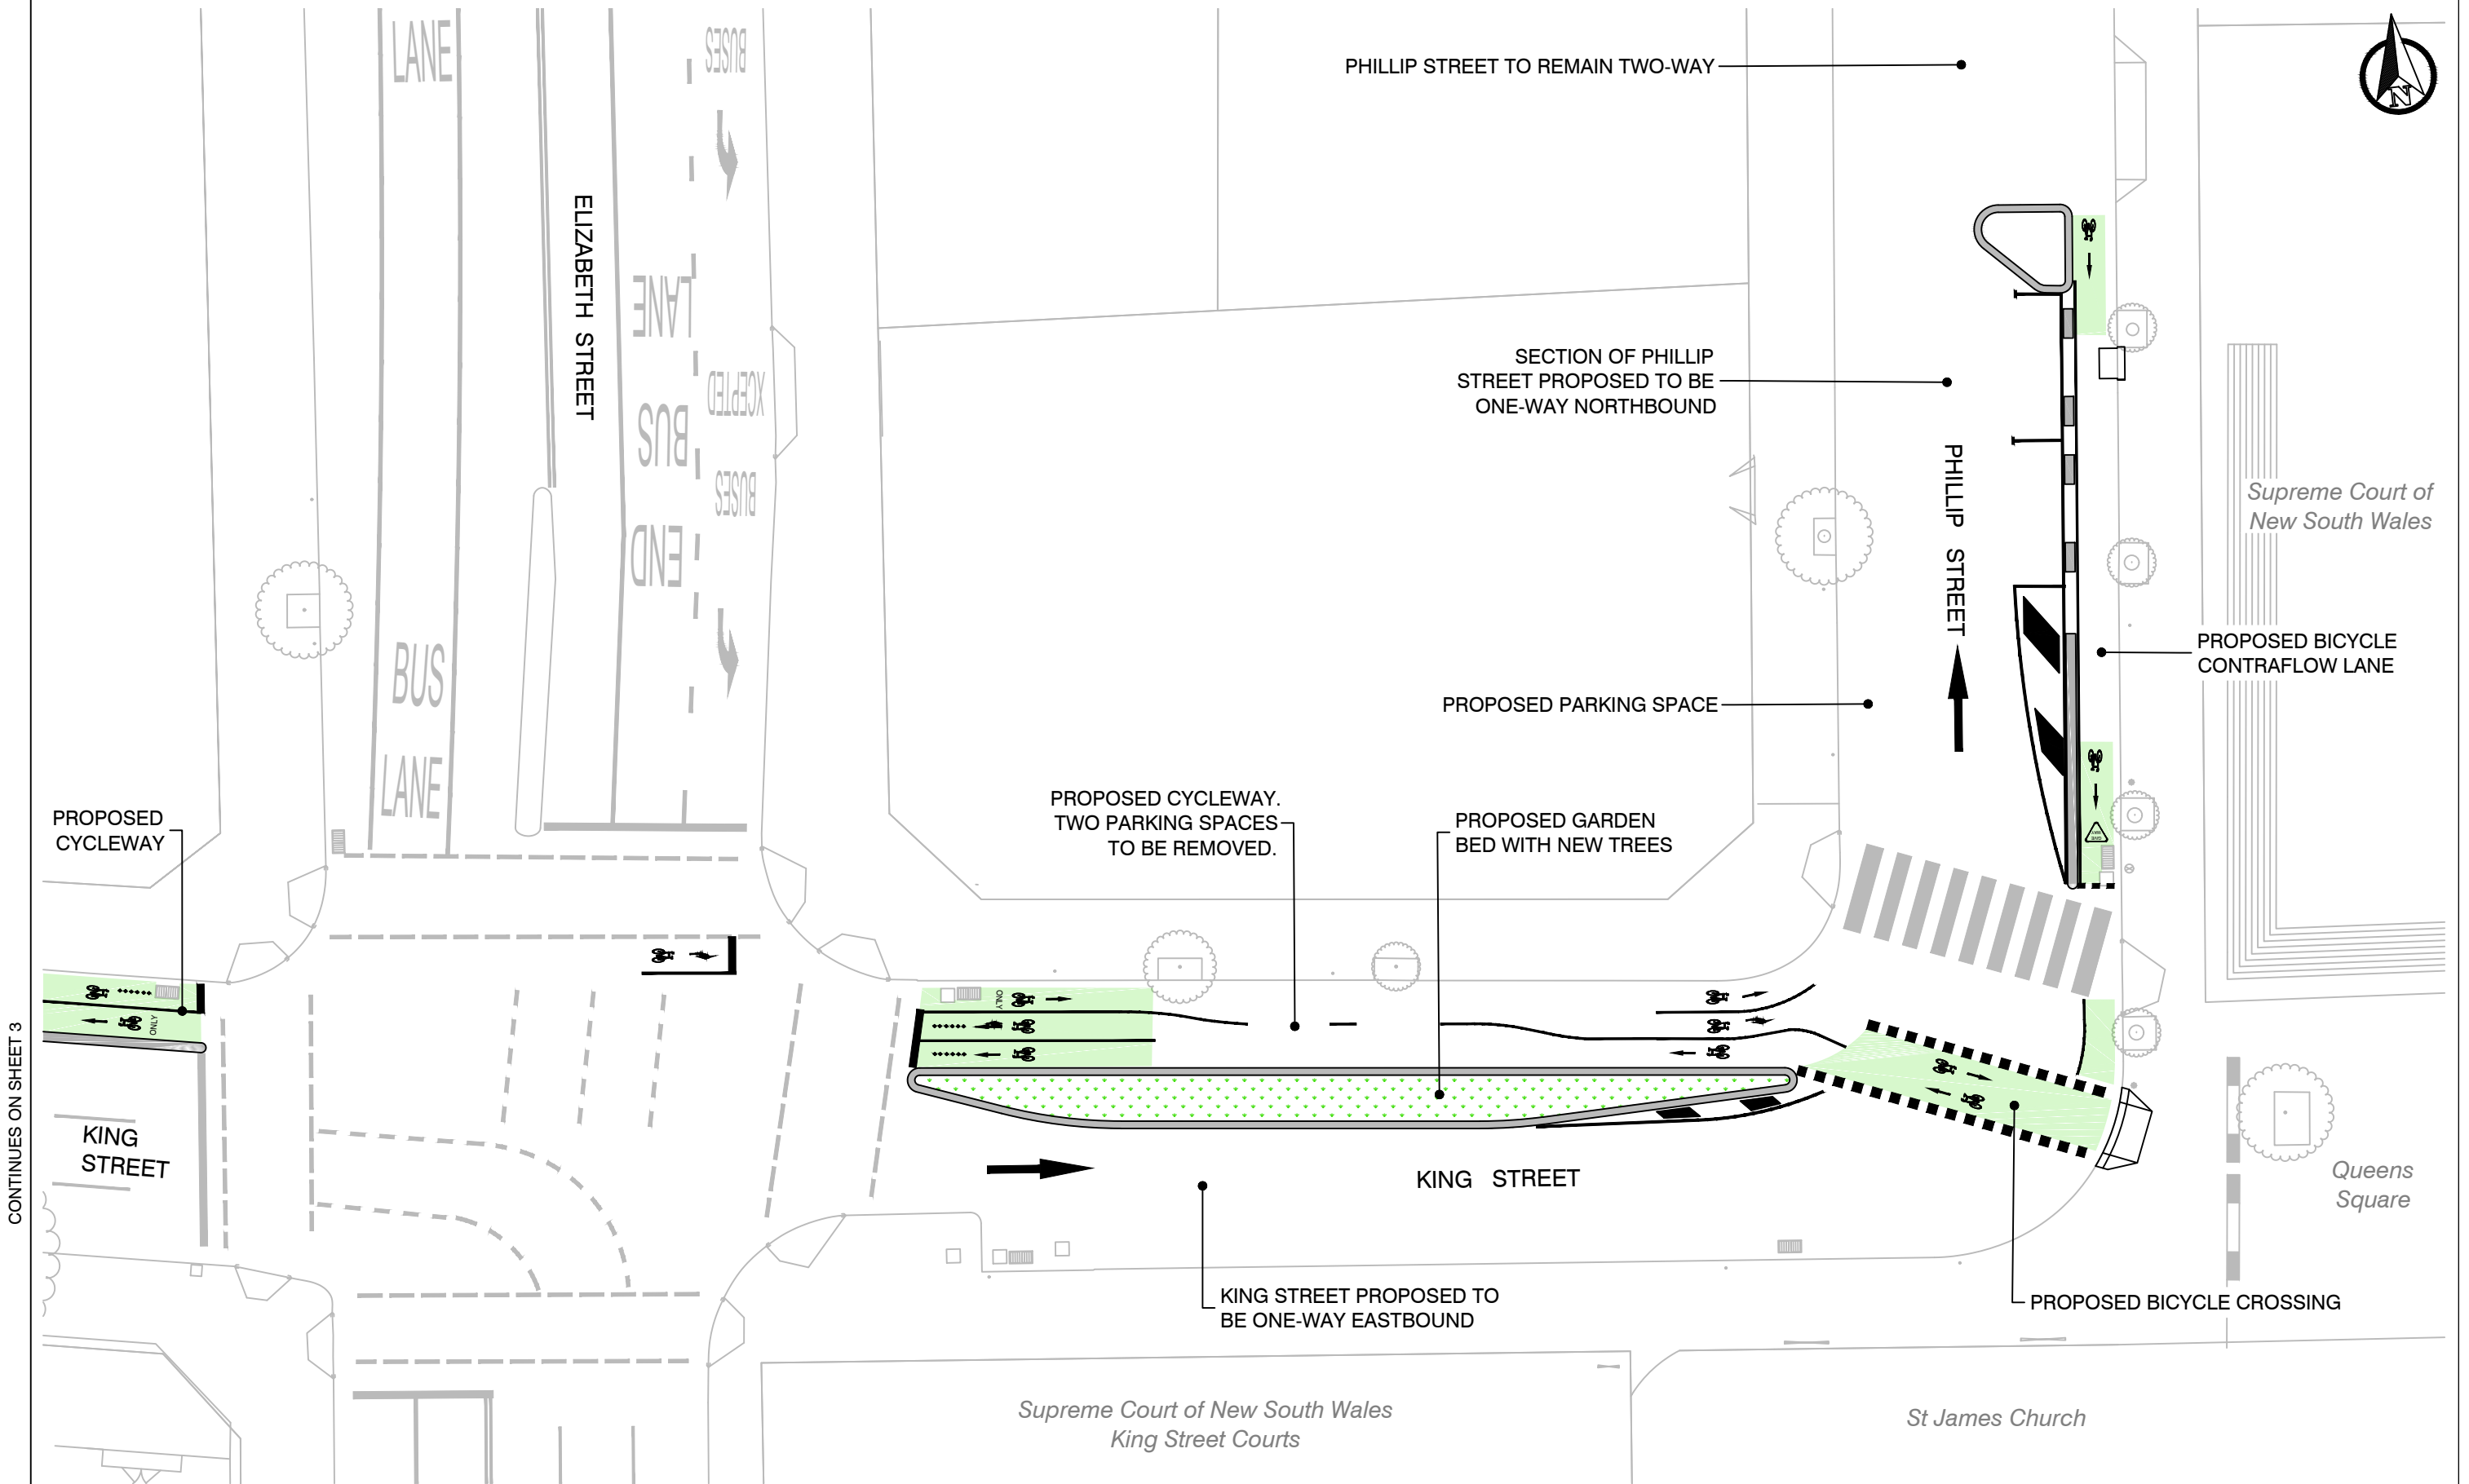 LANE
BUSES
PHILLIP STREET TO REMAIN TWO-WAY
N
ELIZABETH STREET
LANE
XCEPTED
BUS
BUSES
END
SECTION OF PHILLIP
STREET PROPOSED TO BE
ONE-WAY NORTHBOUND
PHILLIP STREET
Supreme Court of
New South Wales
BUS
LANE
PROPOSED BICYCLE
CONTRAFLOW LANE
PROPOSED PARKING SPACE
PROPOSED
CYCLEWAY
PROPOSED CYCLEWAY.
TWO PARKING SPACES
TO BE REMOVED.
PROPOSED GARDEN
BED WITH NEW TREES
ONLY
ONLY
CONTINUES ON SHEET 3
KING
STREET
KING STREET
Queens
Square
KING STREET PROPOSED TO
BE ONE-WAY EASTBOUND
PROPOSED BICYCLE CROSSING
Supreme Court of New South Wales
King Street Courts
St James Church